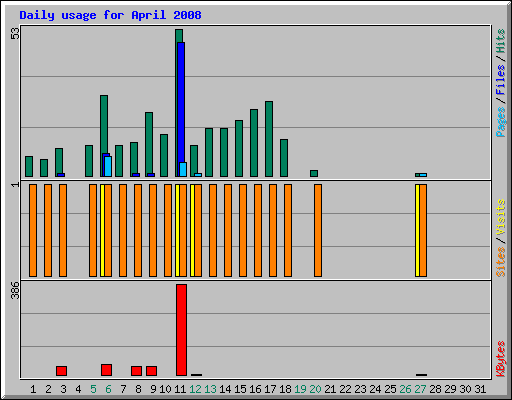 Daily usage for April 2008
53
Pages / Files / Hits
1
Sites / Visits
386
KBytes
1 2 3 4 5 6 7 8 9 10 11 12 13 14 15 16 17 18 19 20 21 22 23 24 25 26 27 28 29 30 31